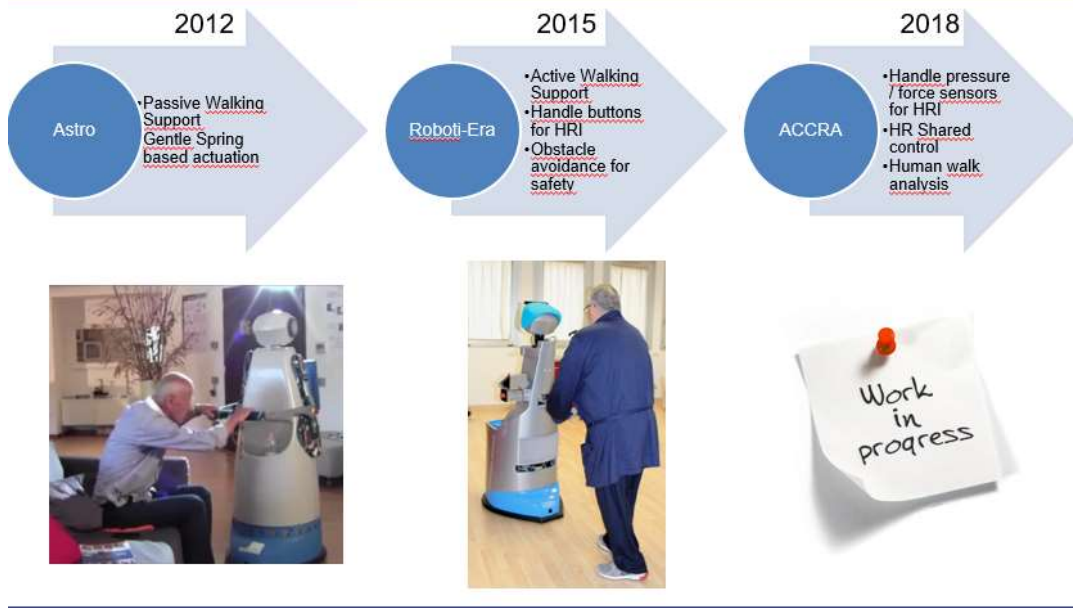 2012
Astro
•Passive Walking
Support
Gentle Spring
based actuation
2015
Roboti-Era
•Active Walking
Support
•Handle buttons
for HRI
•Obstacle
avoidance for
safety
2018
ACCRA
•Handle pressure
/ force sensors
for HRI
•HR Shared
control
•Human walk
analysis
Work
in
progress